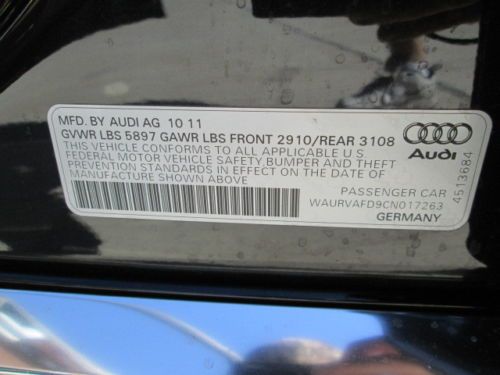 MFD. BY AUDI AG 10 11
GVWR LBS 5897 GAWR LBS FRONT 2910/REAR 3108
THIS VEHICLE CONFORMS TO ALL APPLICABLE U.S.
FEDERAL MOTOR VEHICLE SAFETY, BUMPER AND THEFT
PREVENTION STANDARDS IN EFFECT ON THE DATE OF
MANUFACTURE SHOWN ABOVE
PASSENGER CAR
WAURVAFD9CN017263
GERMANY
Audi
4513684